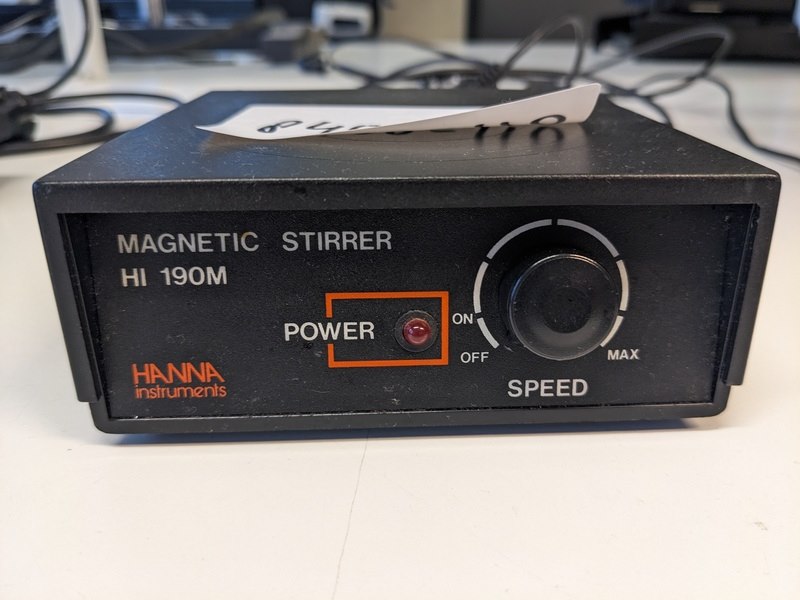 MAGNETIC STIRRER
HI 190M
POWER
ON
OFF
MAX
SPEED
HANNA
instruments